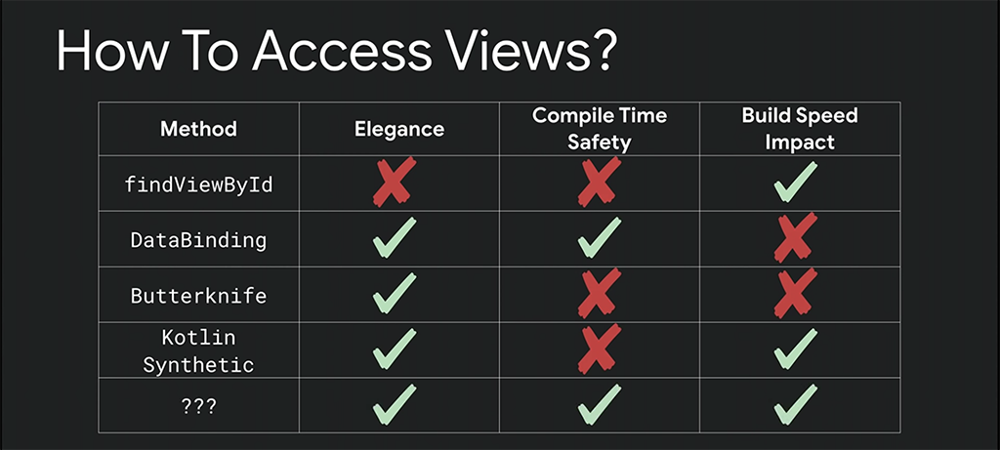 How To Access Views?
Method
Elegance
Compile Time
Safety
Build Speed
Impact
findViewById
DataBinding
Butterknife
Kotlin
Synthetic
???